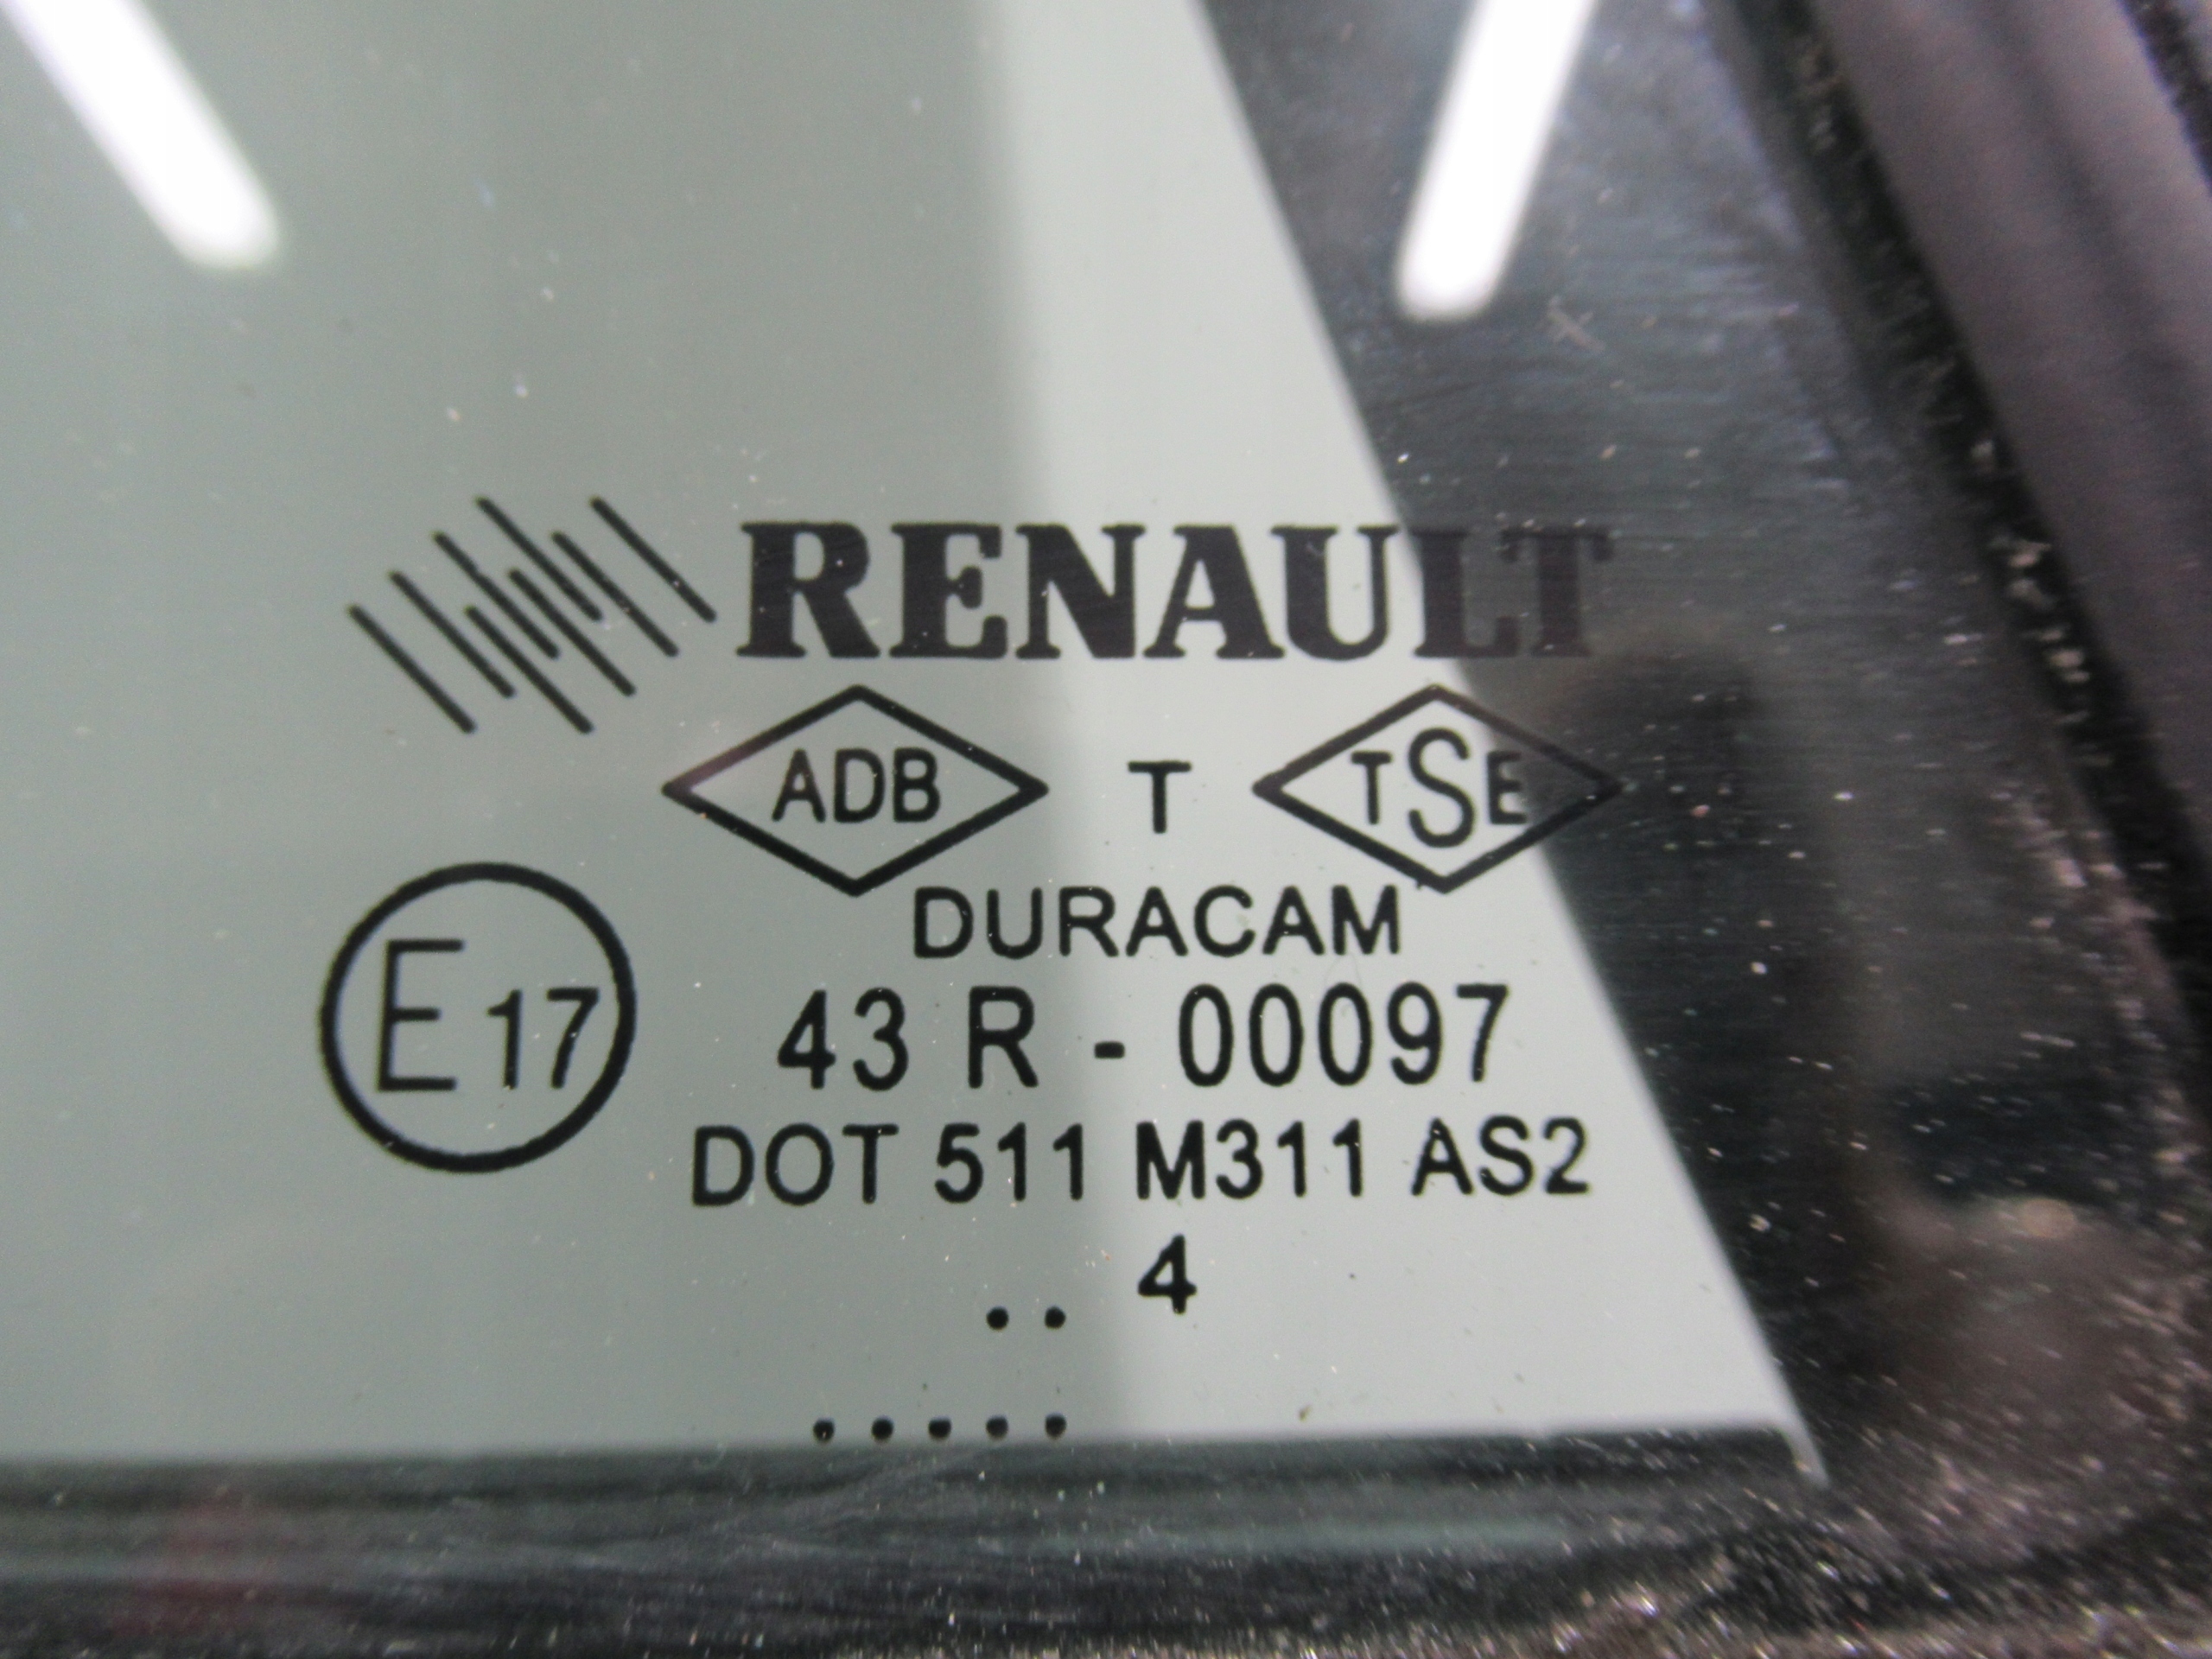 RENAULT
ADB T TSE
DURACAM
E17 43 R - 00097
DOT 511 M311 AS2
4